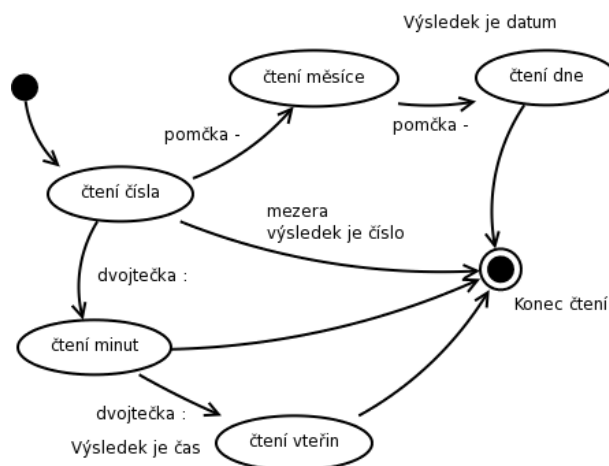 Výsledek je datum
čtení měsíce
čtení dne
pomčka -
pomčka -
čtení čísla
mezera
výsledek je číslo
dvojtečka :
Konec čtení
čtení minut
dvojtečka :
Výsledek je čas
čtení vteřin